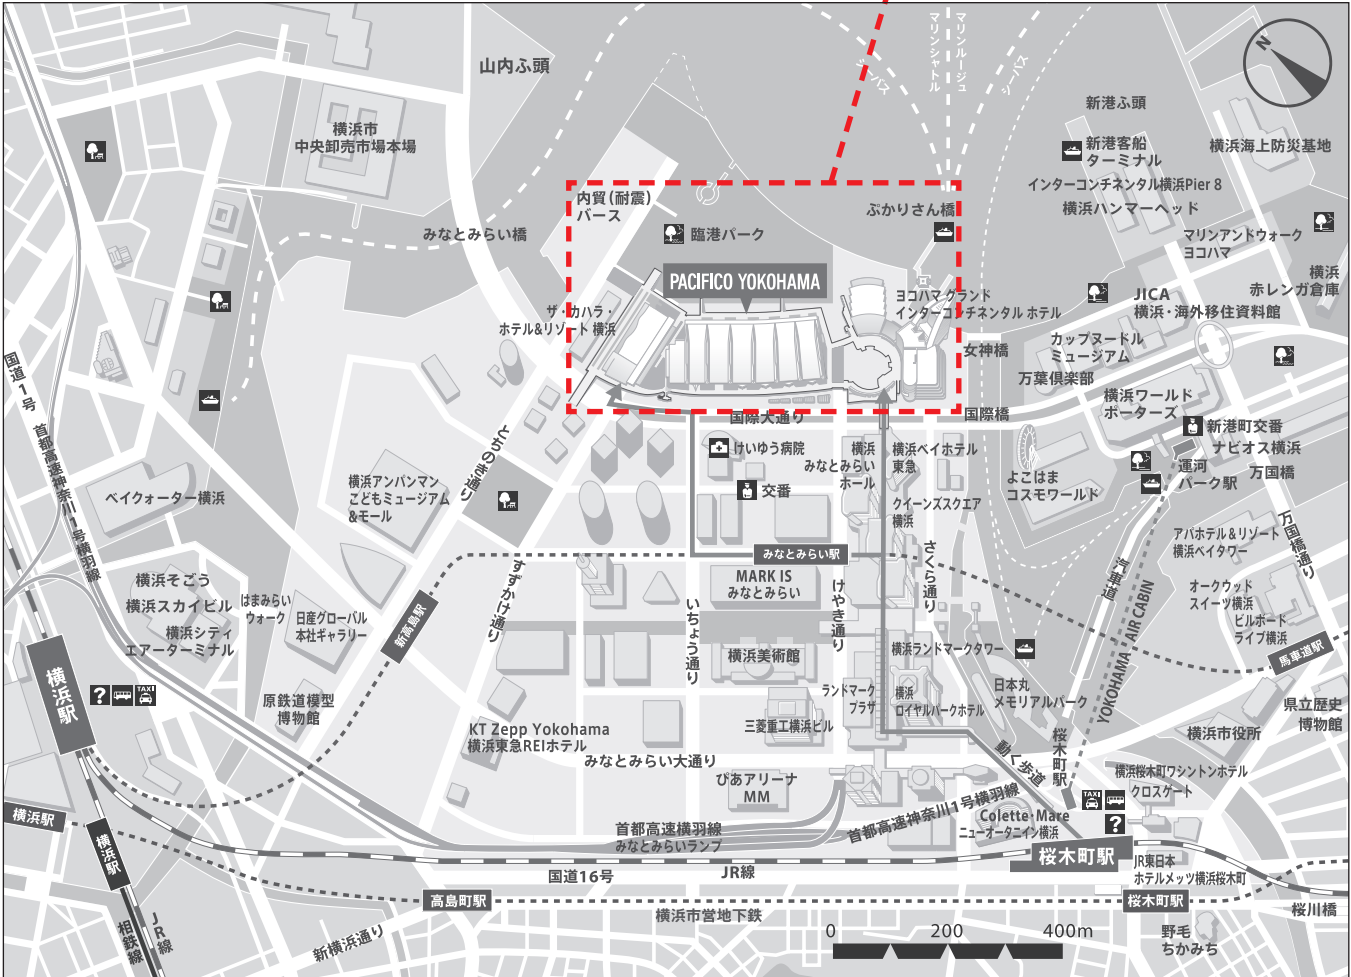 山内ふ頭
シーバス
マリンシャトル
マリンルージュ
シーバス
N
横浜市
中央卸売市場本場
新港ふ頭
新港客船
ターミナル
横浜海上防災基地
インターコンチネンタル横浜Pier 8
横浜ハンマーヘッド
内貿(耐震)
バース
みなとみらい橋
臨港パーク
ぷかりさん橋
マリンアンドウォーク
ヨコハマ
横浜
赤レンガ倉庫
PACIFICO YOKOHAMA
ザ・カハラ・
ホテル&リゾート 横浜
ヨコハマ グランド
インターコンチネンタル ホテル
JICA
横浜・海外移住資料館
女神橋
カップヌードル
ミュージアム
万葉倶楽部
国道1号
首都高速神奈川1号横羽線
国際大通り
国際橋
横浜ワールド
ポーターズ
新港町交番
ナビオス横浜
万国橋
運河
パーク駅
とちのき通り
けいゆう病院
交番
横浜
みなとみらい
ホール
横浜ベイホテル
東急
クイーンズスクエア
横浜
よこはま
コスモワールド
ベイクォーター横浜
横浜アンパンマン
こどもミュージアム
&モール
アパホテル&リゾート
横浜ベイタワー
万国橋通り
みなとみらい駅
さくら通り
汽車道
YOKOHAMA AIR CABIN
MARK IS
みなとみらい
けやき通り
すずかけ通り
いちょう通り
横浜そごう
横浜スカイビル
はまみらい
ウォーク
横浜シティ
エアーターミナル
日産グローバル
本社ギャラリー
新高島駅
オークウッド
スイーツ横浜
ビルボード
ライブ横浜
馬車道駅
横浜美術館
横浜ランドマークタワー
横浜駅
?
TAXI
原鉄道模型
博物館
ランドマーク
プラザ
横浜
ロイヤルパークホテル
日本丸
メモリアルパーク
県立歴史
博物館
KT Zepp Yokohama
横浜東急REIホテル
三菱重工横浜ビル
横浜市役所
みなとみらい大通り
動く歩道
桜木町駅
ぴあアリーナ
MM
横浜桜木町ワシントンホテル
クロスゲート
TAXI
?
横浜駅
横浜駅
首都高速横羽線
みなとみらいランプ
首都高速神奈川1号横羽線
Colette・Mare
ニューオータニイン横浜
桜木町駅
JR東日本
ホテルメッツ横浜桜木町
国道16号
JR線
高島町駅
桜木町駅
横浜市営地下鉄
桜川橋
相鉄線
JR線
新横浜通り
野毛
ちかみち
0
200
400m